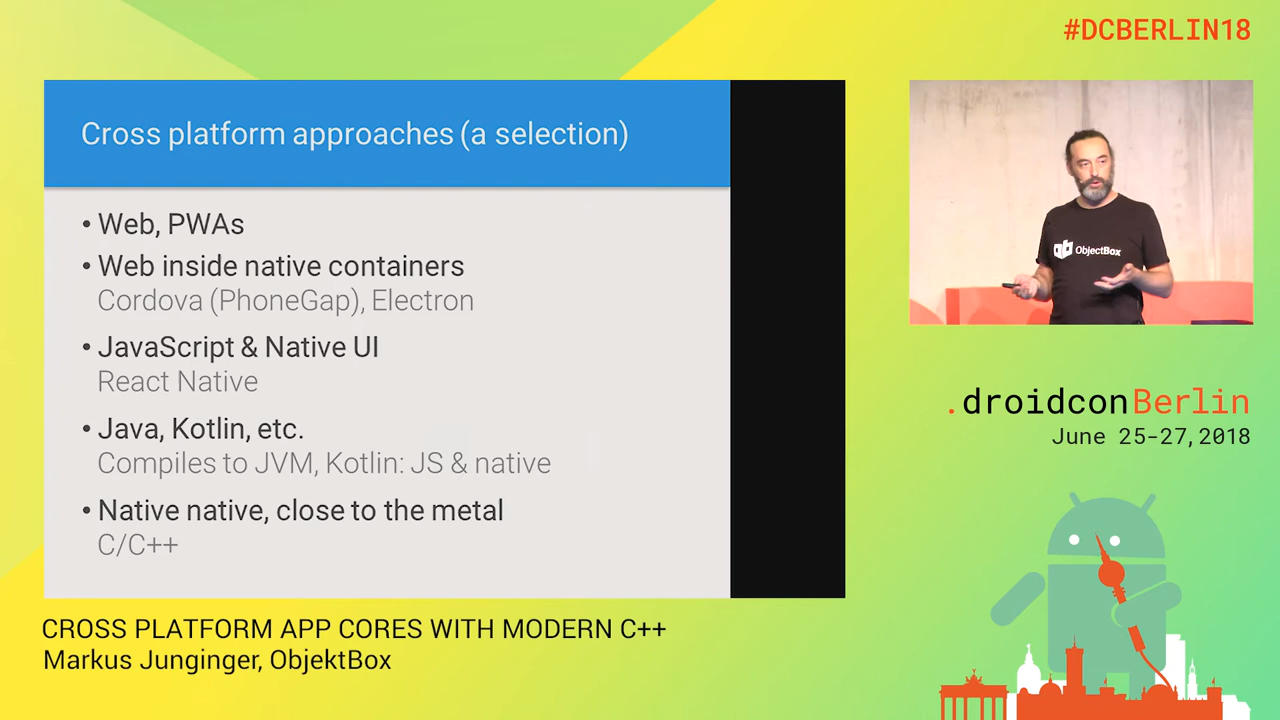 #DCBERLIN18
Cross platform approaches (a selection)
• Web, PWAs
• Web inside native containers
Cordova (PhoneGap), Electron
• JavaScript & Native UI
React Native
• Java, Kotlin, etc.
Compiles to JVM, Kotlin: JS & native
• Native native, close to the metal
C/C++
ObjectBox
.droidconBerlin
June 25-27, 2018
CROSS PLATFORM APP CORES WITH MODERN C++
Markus Junginger, ObjektBox